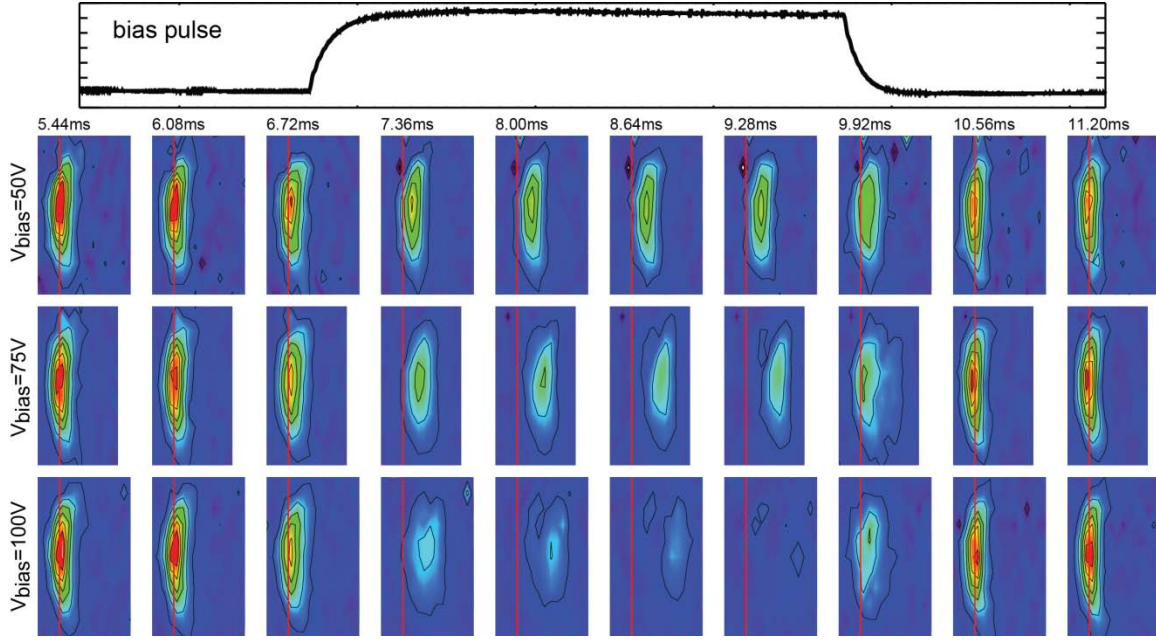 bias pulse
5.44ms 6.08ms 6.72ms 7.36ms 8.00ms 8.64ms 9.28ms 9.92ms 10.56ms 11.20ms
Vbias=50V
Vbias=75V
Vbias=100V